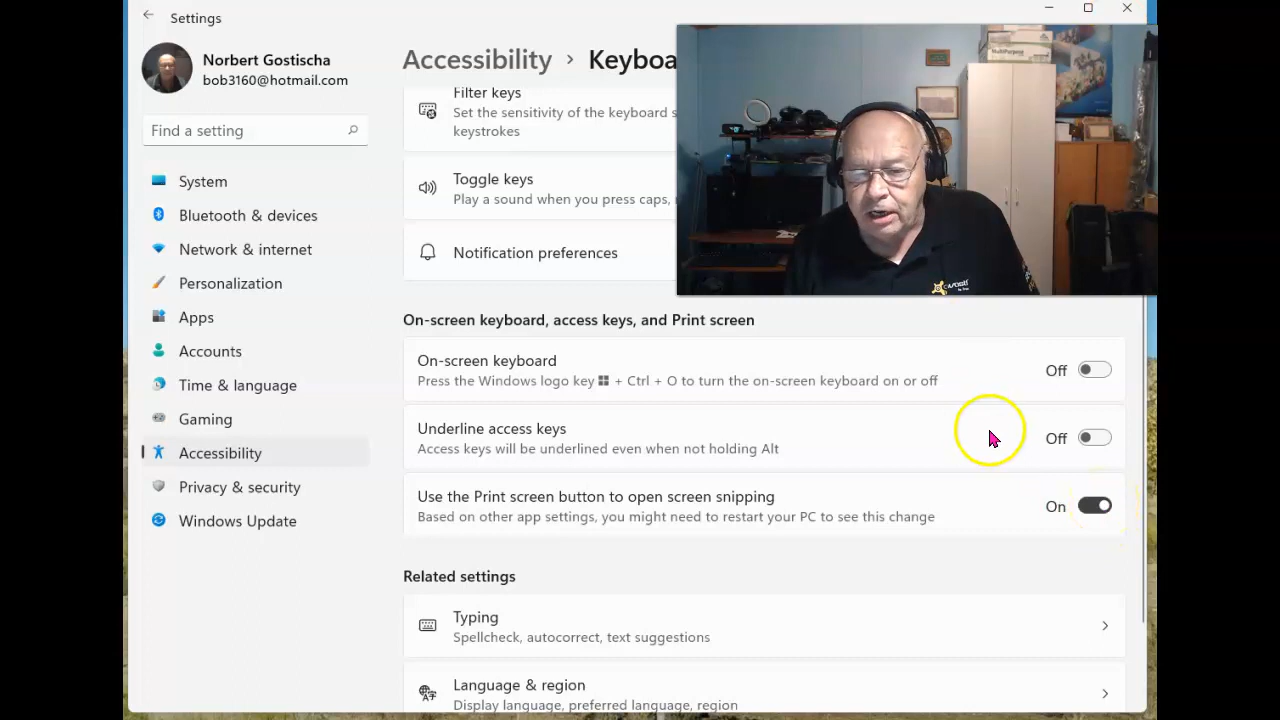 Settings
Norbert Gostischa
bob3160@hotmail.com
Find a setting
System
Bluetooth & devices
Network & internet
Personalization
Apps
Accounts
Time & language
Gaming
Accessibility
Privacy & security
Windows Update
Accessibility > Keyboa
Filter keys
Set the sensitivity of the keyboard s
keystrokes
Toggle keys
Play a sound when you press caps,
Notification preferences
On-screen keyboard, access keys, and Print screen
On-screen keyboard
Press the Windows logo key + Ctrl + O to turn the on-screen keyboard on or off
Off
Underline access keys
Access keys will be underlined even when not holding Alt
Off
Use the Print screen button to open screen snipping
Based on other app settings, you might need to restart your PC to see this change
On
Related settings
Typing
Spellcheck, autocorrect, text suggestions
Language & region
Display language, preferred language, region